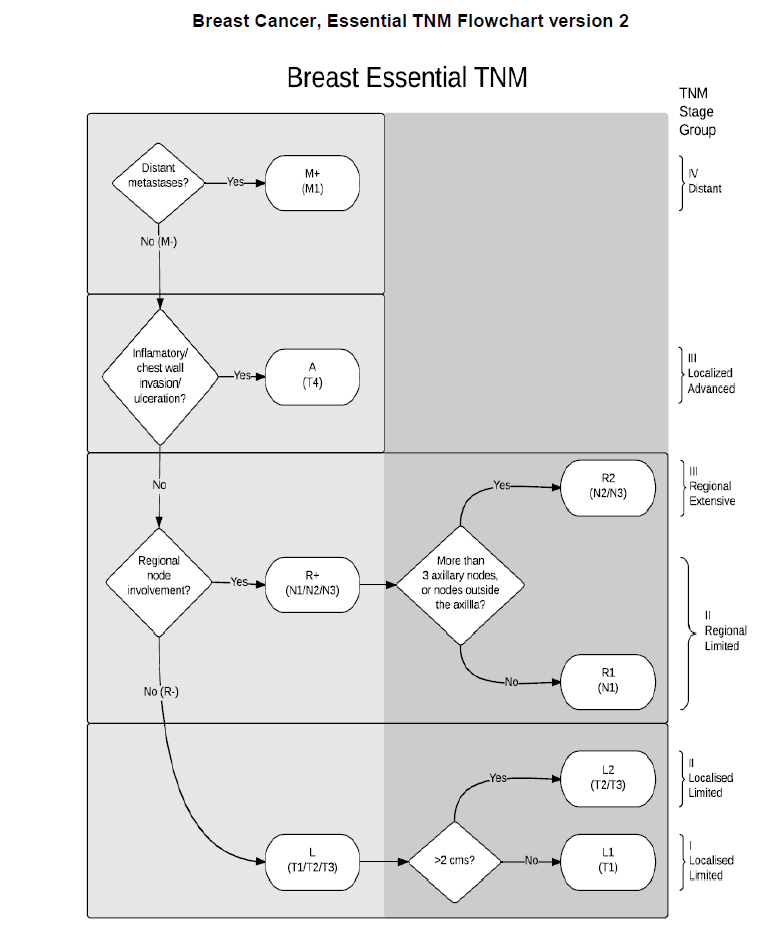 Breast Cancer, Essential TNM Flowchart version 2
Breast Essential TNM
TNM
Stage
Group
Distant
metastases?
Yes
M+
(M1)
IV
Distant
No (M-)
Inflamatory/
chest wall
invasion/
ulceration?
Yes
A
(T4)
III
Localized
Advanced
No
Yes
R2
(N2/N3)
III
Regional
Extensive
Regional
node
involvement?
Yes
R+
(N1/N2/N3)
More than
3 axillary nodes,
or nodes outside
the axillla?
II
Regional
Limited
No
R1
(N1)
No (R-)
Yes
L2
(T2/T3)
II
Localised
Limited
L
(T1/T2/T3)
>2 cms?
No
L1
(T1)
I
Localised
Limited